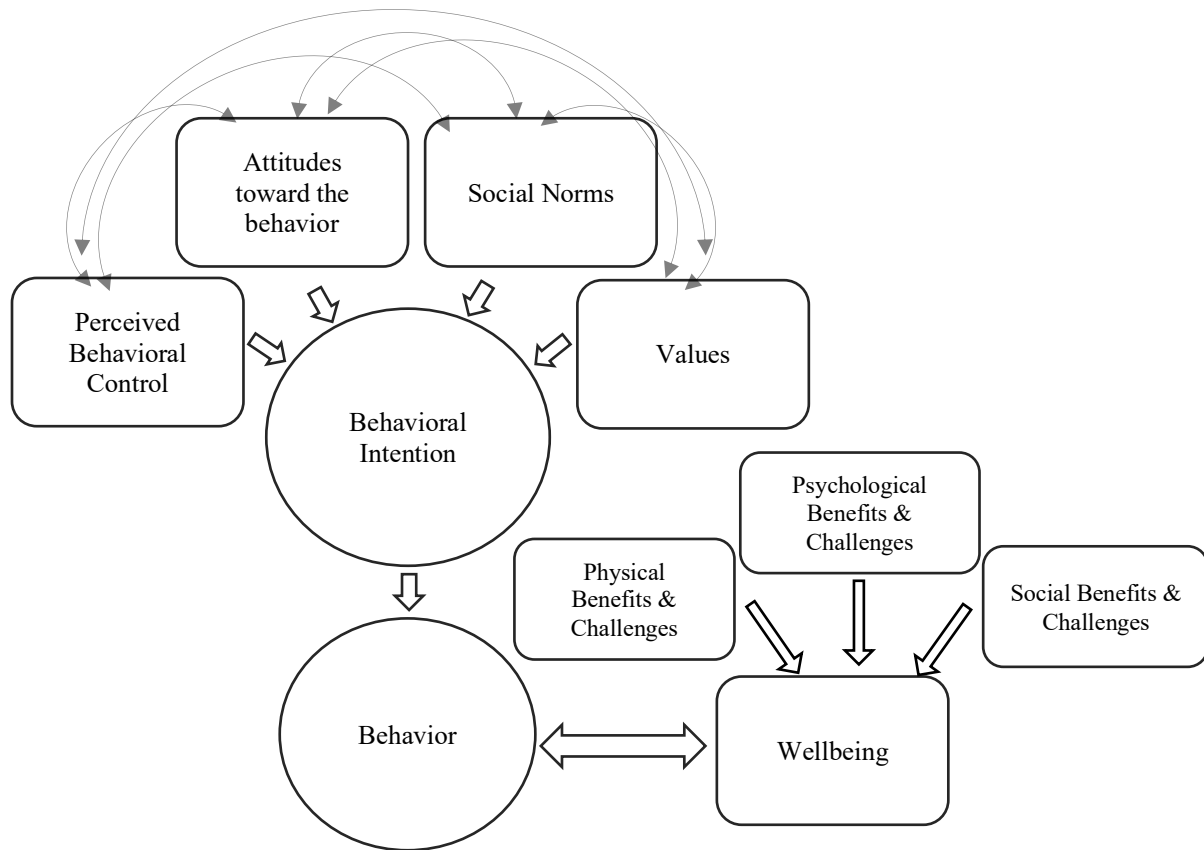 Attitudes
toward the
behavior
Social Norms
Perceived
Behavioral
Control
Values
Behavioral
Intention
Psychological
Benefits &
Challenges
Physical
Benefits &
Challenges
Social Benefits &
Challenges
Behavior
Wellbeing